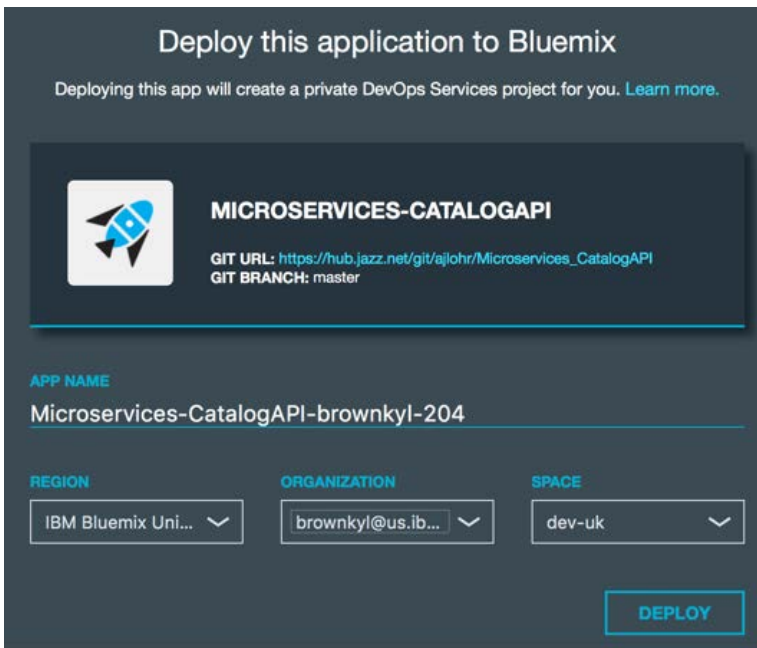 Deploy this application to Bluemix
Deploying this app will create a private DevOps Services project for you. Learn more.
MICROSERVICES-CATALOGAPI
GIT URL: https://hub.jazz.net/git/ajlohr/Microservices_CatalogAPI
GIT BRANCH: master
APP NAME
Microservices-CatalogAPI-brownkyl-204
REGION ORGANIZATION SPACE
IBM Bluemix Uni... brownkyl@us.ib... dev-uk
DEPLOY